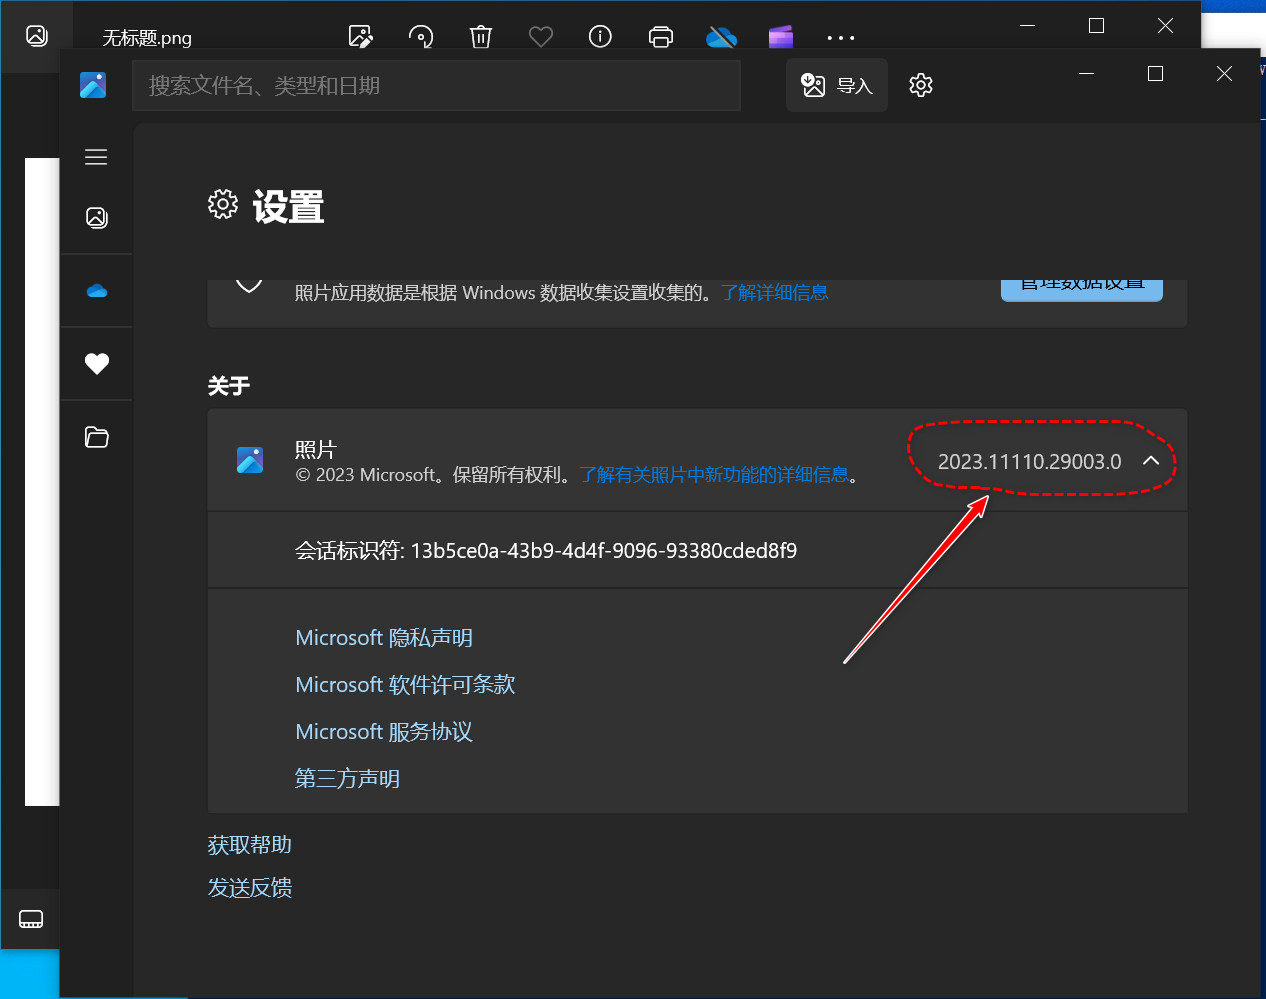 无标题.png
搜索文件名、类型和日期
导入
设置
照片应用数据是根据 Windows 数据收集设置收集的。了解详细信息
管理数据设置
关于
照片
2023.11110.29003.0
© 2023 Microsoft。保留所有权利。了解有关照片中新功能的详细信息。
会话标识符: 13b5ce0a-43b9-4d4f-9096-93380cded8f9
Microsoft 隐私声明
Microsoft 软件许可条款
Microsoft 服务协议
第三方声明
获取帮助
发送反馈